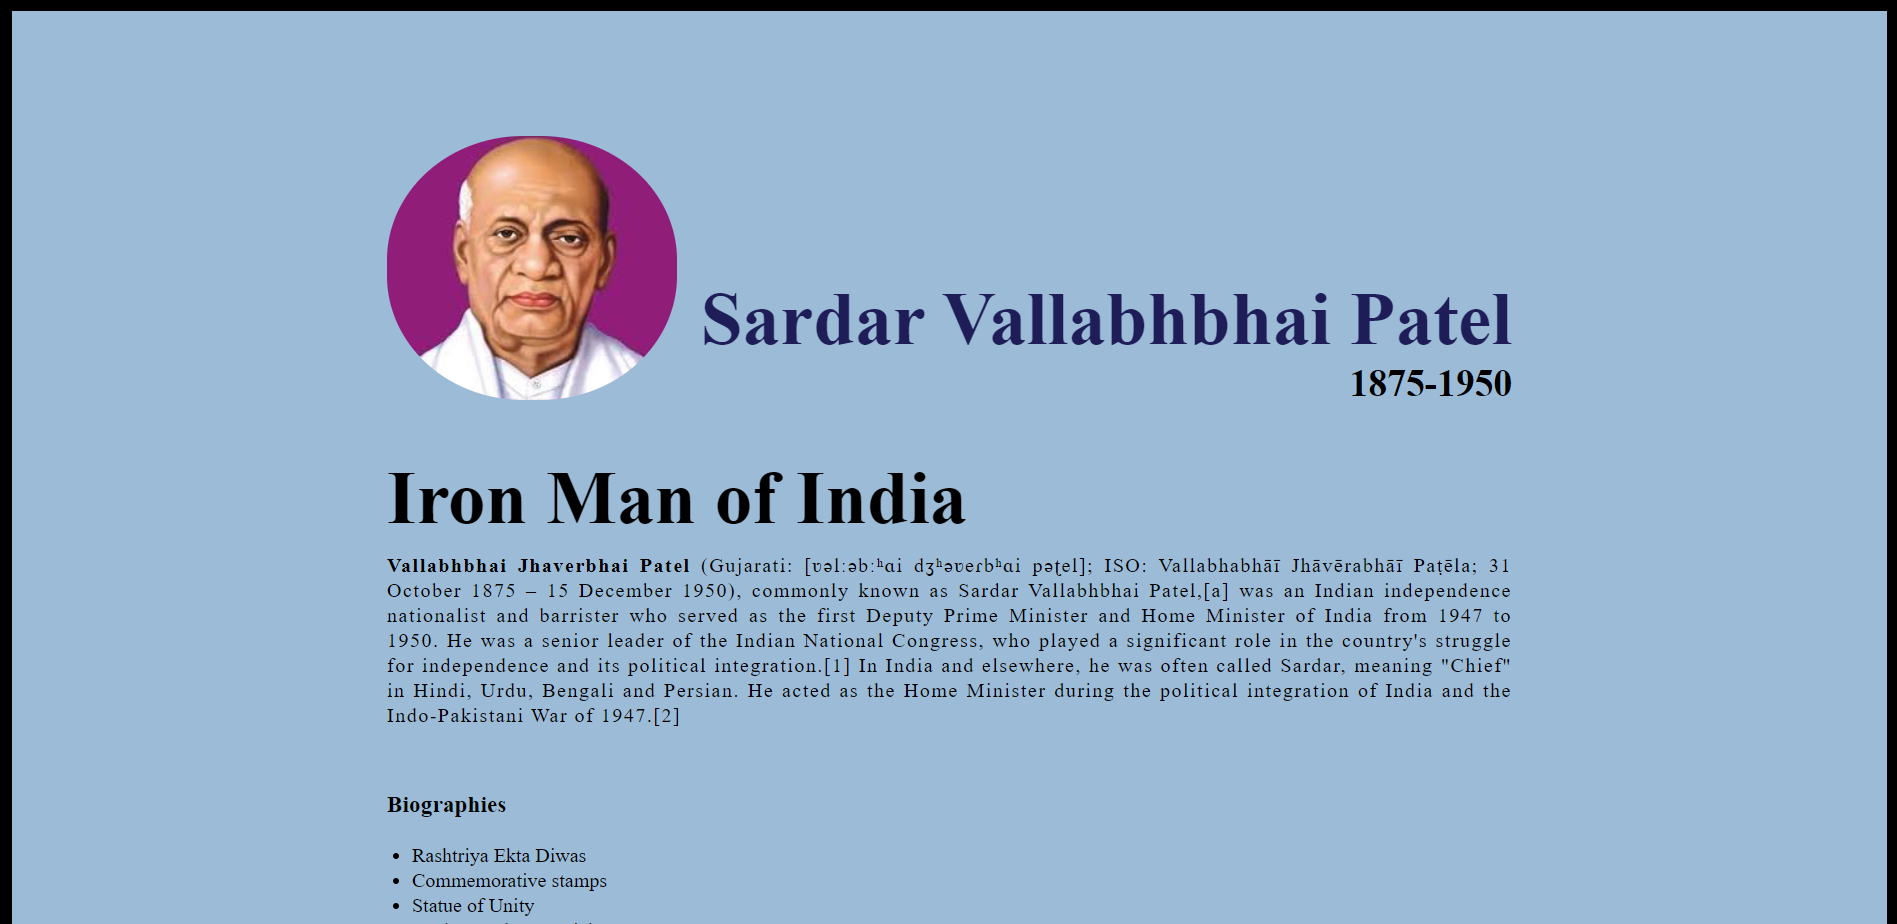 Sardar Vallabhbhai Patel
1875-1950
Iron Man of India
Vallabhbhai Jhaverbhai Patel (Gujarati: [ʋəlːəbːʰɑi dʒʰəʋeɾbʰɑi pəʈel]; ISO: Vallabhabhāī Jhāvērabhāī Paṭēla; 31
October 1875 – 15 December 1950), commonly known as Sardar Vallabhbhai Patel,[a] was an Indian independence
nationalist and barrister who served as the first Deputy Prime Minister and Home Minister of India from 1947 to
1950. He was a senior leader of the Indian National Congress, who played a significant role in the country's struggle
for independence and its political integration.[1] In India and elsewhere, he was often called Sardar, meaning "Chief"
in Hindi, Urdu, Bengali and Persian. He acted as the Home Minister during the political integration of India and the
Indo-Pakistani War of 1947.[2]
Biographies
• Rashtriya Ekta Diwas
• Commemorative stamps
• Statue of Unity